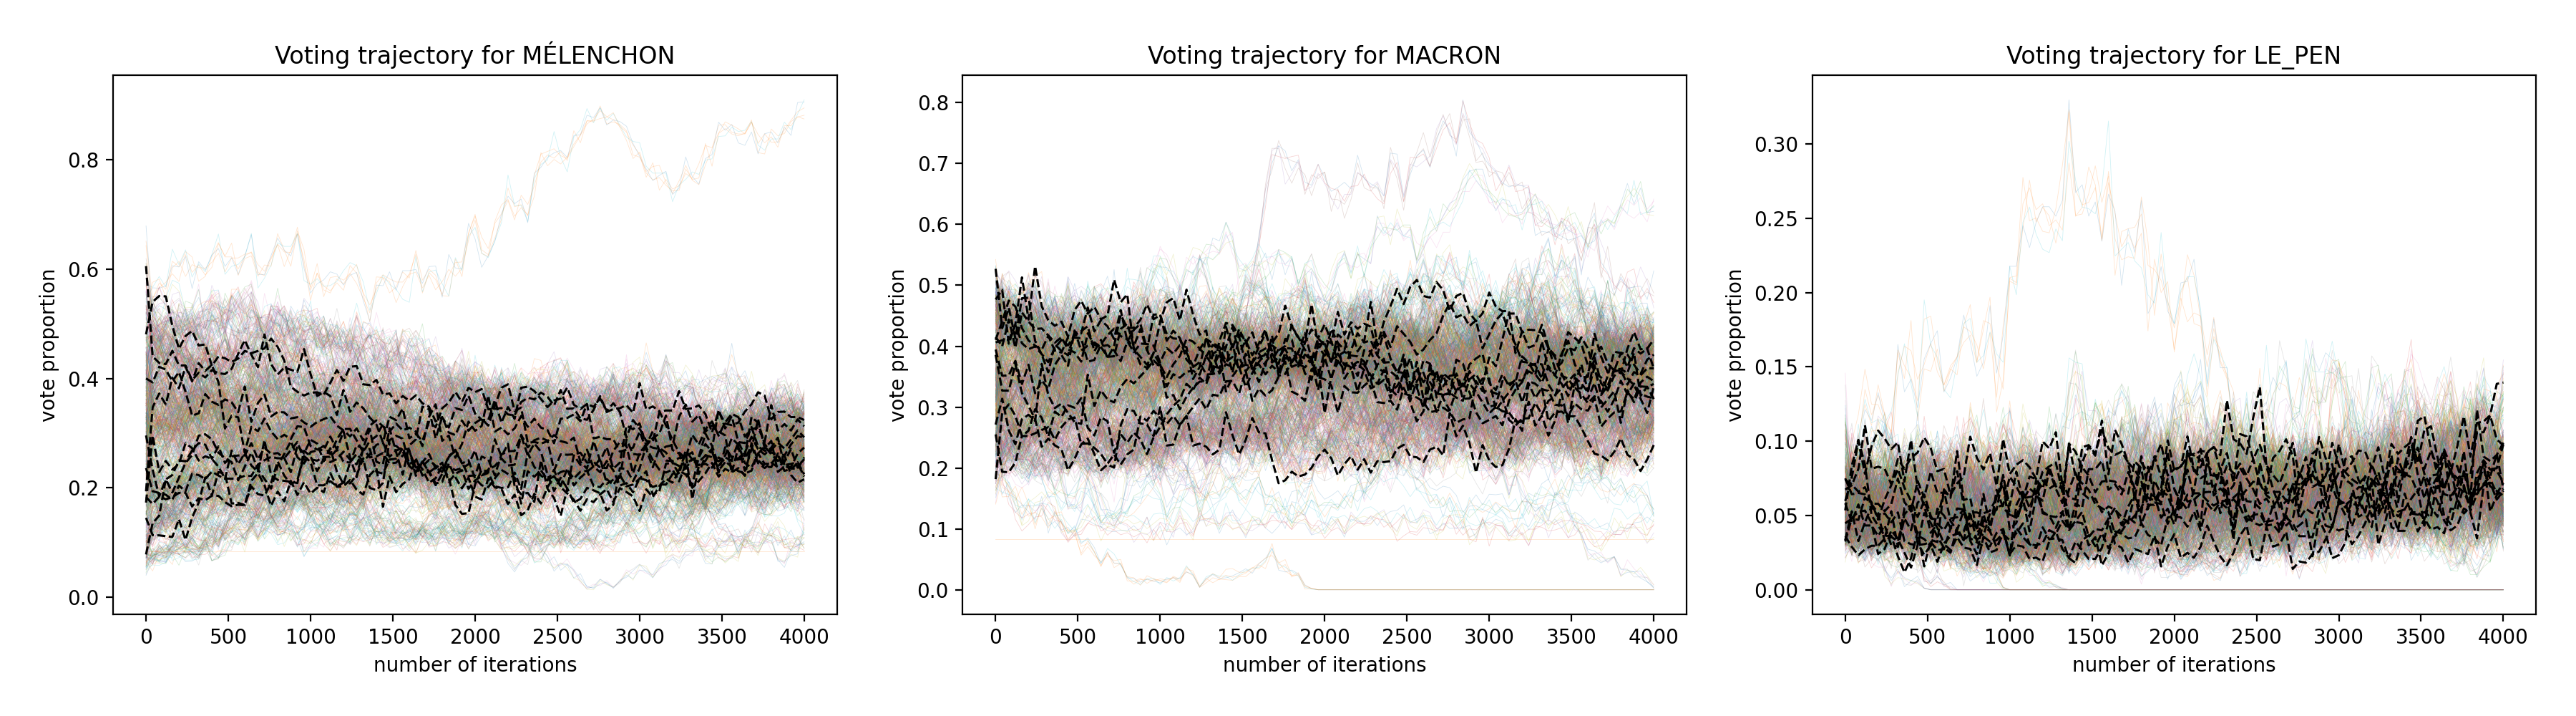 Voting trajectory for MÉLENCHON
0.8
0.6
0.4
0.2
0.0
vote proportion
0 500 1000 1500 2000 2500 3000 3500 4000
number of iterations
Voting trajectory for MACRON
0.8
0.7
0.6
0.5
0.4
0.3
0.2
0.1
0.0
vote proportion
0 500 1000 1500 2000 2500 3000 3500 4000
number of iterations
Voting trajectory for LE_PEN
0.30
0.25
0.20
0.15
0.10
0.05
0.00
vote proportion
0 500 1000 1500 2000 2500 3000 3500 4000
number of iterations